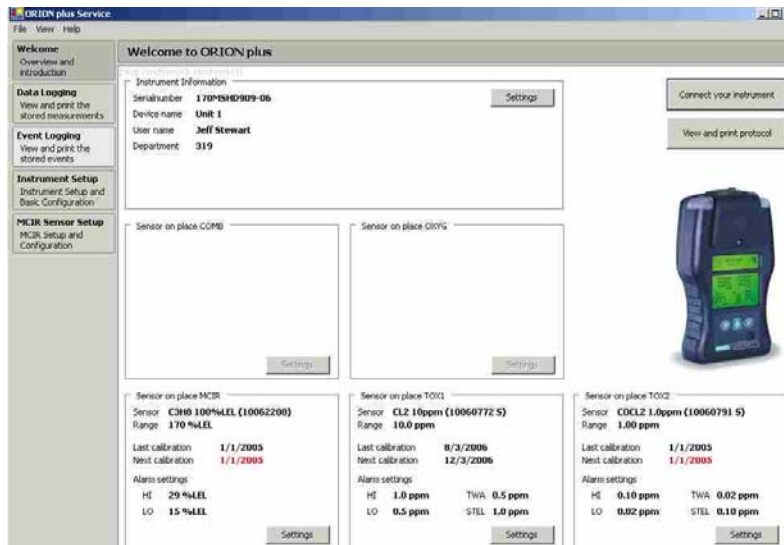 ORION plus Service
File View Help
Welcome
Overview and
introduction
Data Logging
View and print the
stored measurements
Event Logging
View and print the
stored events
Instrument Setup
Instrument Setup and
Basic Configuration
MCIR Sensor Setup
MCIR Setup and
Configuration
Welcome to ORION plus
Instrument Information
Serialnumber 170MSHD909-06
Settings
Device name Unit 1
User name Jeff Stewart
Department 319
Connect your instrument
View and print protocol
Sensor on place COMB
Settings
Sensor on place OXYG
Settings
Sensor on place MCIR
Sensor C3H8 100%LEL (10062208)
Range 170 %LEL
Last calibration 1/1/2005
Next calibration 1/1/2005
Alarm settings
HI 29 %LEL
LO 15 %LEL
Settings
Sensor on place TOX1
Sensor CL2 10ppm (10060772 S)
Range 10.0 ppm
Last calibration 8/3/2006
Next calibration 12/3/2006
Alarm settings
HI 1.0 ppm TWA 0.5 ppm
LO 0.5 ppm STEL 1.0 ppm
Settings
Sensor on place TOX2
Sensor COCL2 1.0ppm (10060791 S)
Range 1.00 ppm
Last calibration 1/1/2005
Next calibration 1/1/2005
Alarm settings
HI 0.10 ppm TWA 0.02 ppm
LO 0.02 ppm STEL 0.10 ppm
Settings